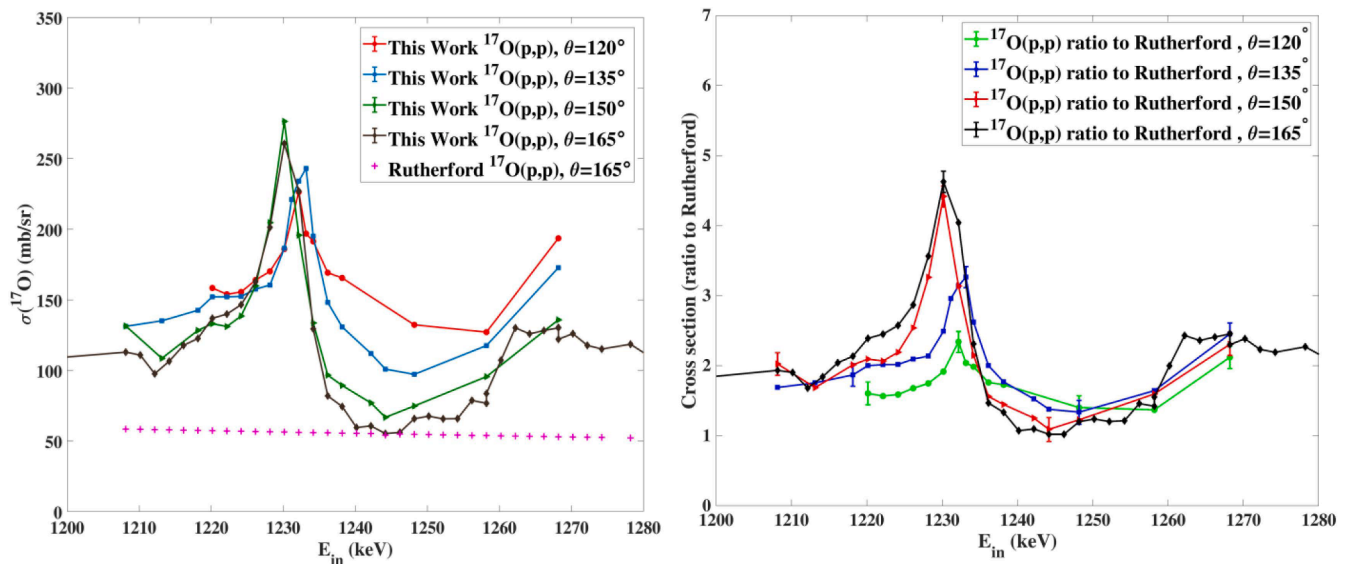 350
300
250
200
150
100
50
0
σ(¹⁷O) (mb/sr)
This Work ¹⁷O(p,p), θ=120°
This Work ¹⁷O(p,p), θ=135°
This Work ¹⁷O(p,p), θ=150°
This Work ¹⁷O(p,p), θ=165°
Rutherford ¹⁷O(p,p), θ=165°
1200 1210 1220 1230 1240 1250 1260 1270 1280
E_in (keV)
7
6
5
4
3
2
1
0
Cross section (ratio to Rutherford)
¹⁷O(p,p) ratio to Rutherford , θ=120°
¹⁷O(p,p) ratio to Rutherford , θ=135°
¹⁷O(p,p) ratio to Rutherford , θ=150°
¹⁷O(p,p) ratio to Rutherford , θ=165°
1200 1210 1220 1230 1240 1250 1260 1270 1280
E_in (keV)